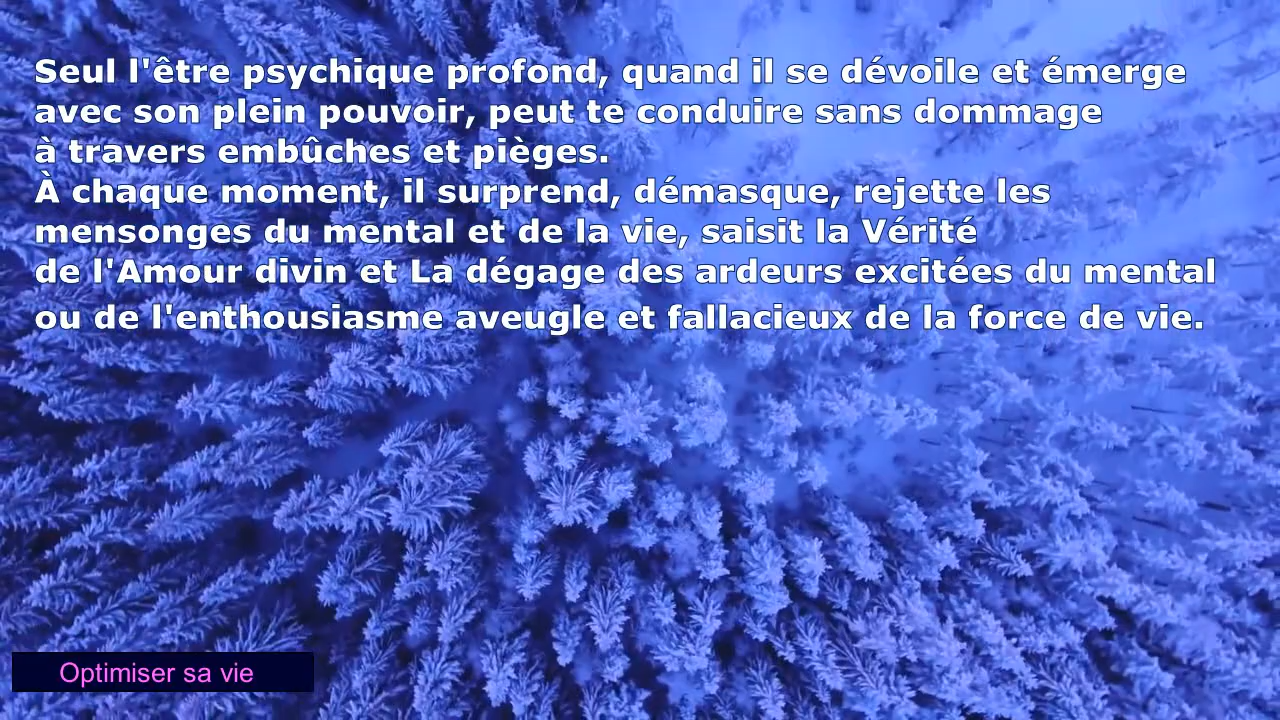 Seul l'être psychique profond, quand il se dévoile et émerge
avec son plein pouvoir, peut te conduire sans dommage
à travers embûches et pièges.
À chaque moment, il surprend, démasque, rejette les
mensonges du mental et de la vie, saisit la Vérité
de l'Amour divin et La dégage des ardeurs excitées du mental
ou de l'enthousiasme aveugle et fallacieux de la force de vie.
Optimiser sa vie